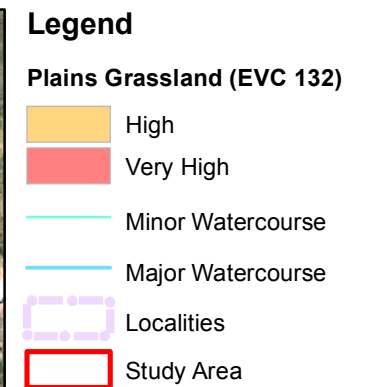 Legend
Plains Grassland (EVC 132)
High
Very High
Minor Watercourse
Major Watercourse
Localities
Study Area